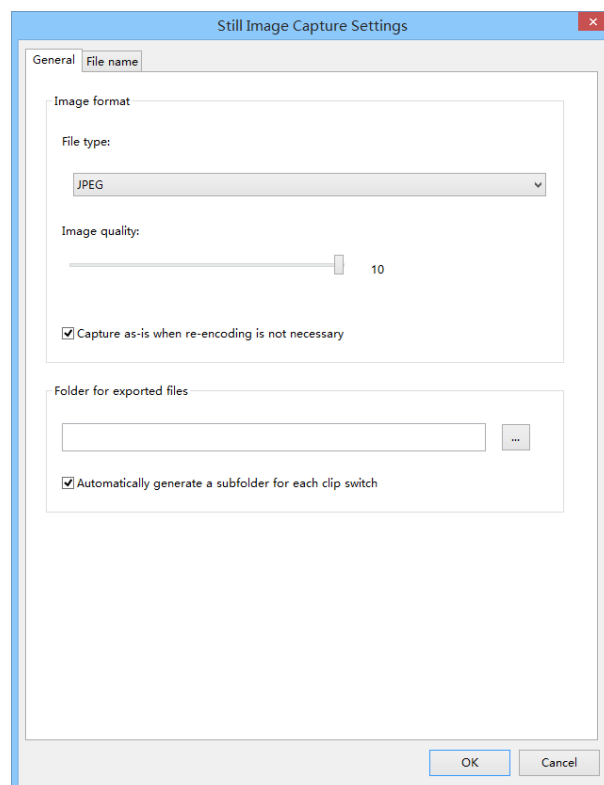 Still Image Capture Settings
General
File name
Image format
File type:
JPEG
Image quality:
10
Capture as-is when re-encoding is not necessary
Folder for exported files
...
Automatically generate a subfolder for each clip switch
OK
Cancel